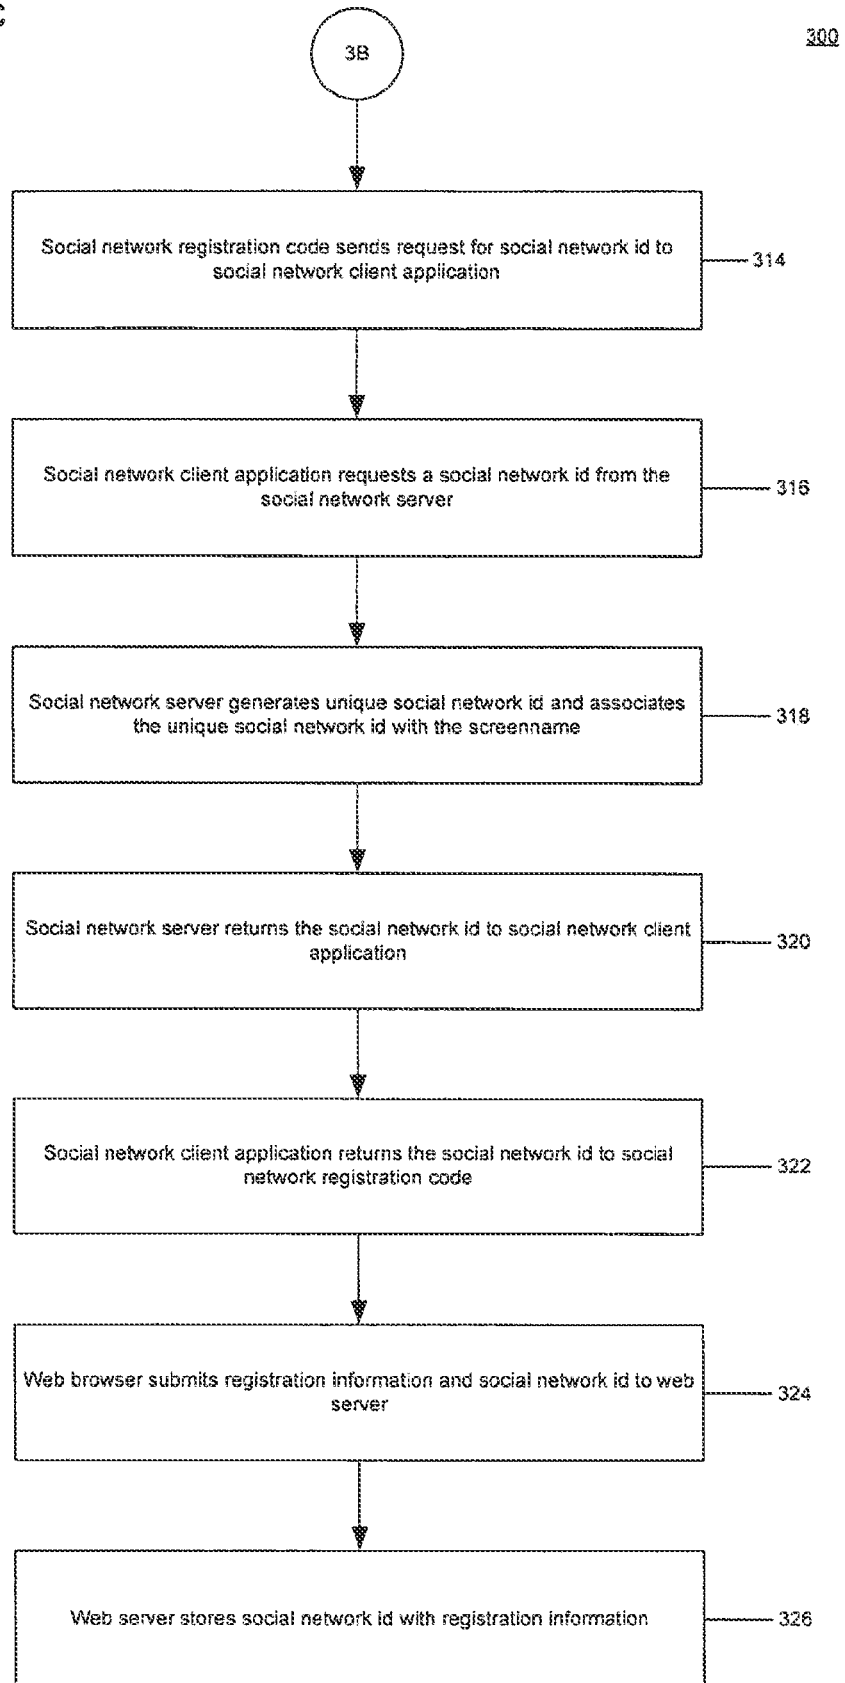 300
3B
Social network registration code sends request for social network id to
social network client application
314
Social network client application requests a social network id from the
social network server
316
Social network server generates unique social network id and associates
the unique social network id with the screenname
318
Social network server returns the social network id to social network client
application
320
Social network client application returns the social network id to social
network registration code
322
Web browser submits registration information and social network id to web
server
324
Web server stores social network id with registration information
326